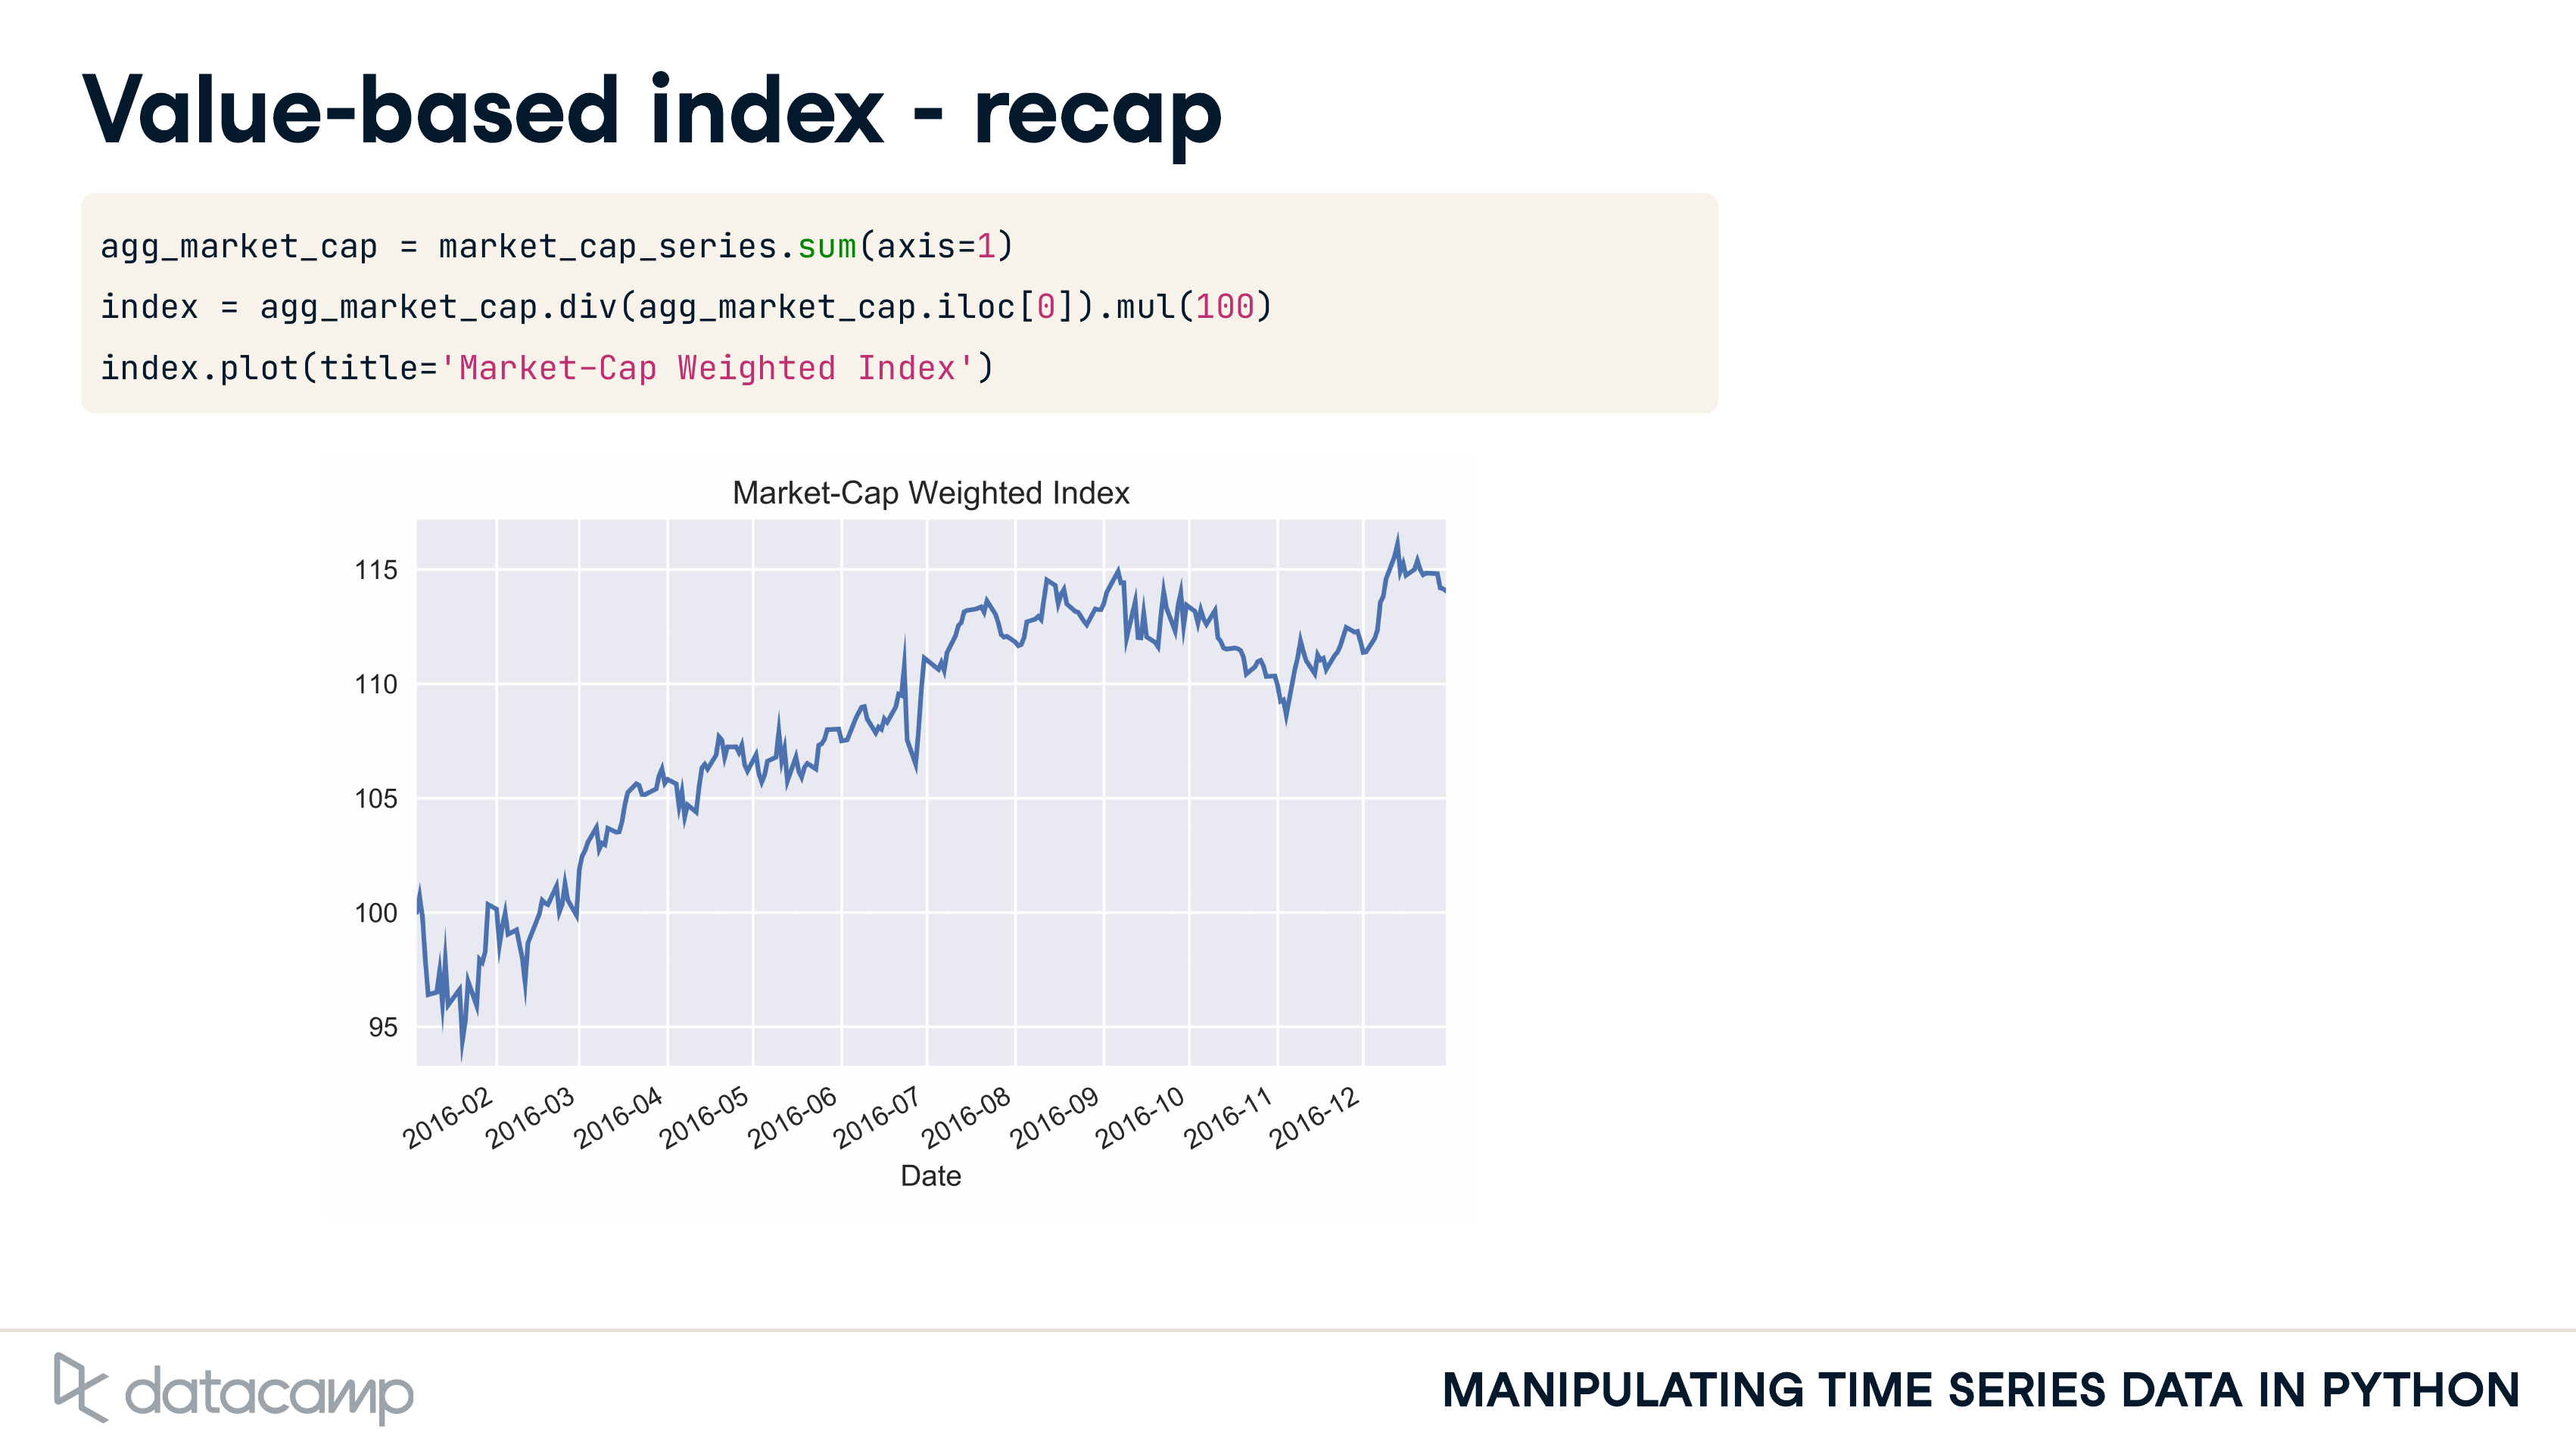 Value-based index - recap
agg_market_cap = market_cap_series.sum(axis=1)
index = agg_market_cap.div(agg_market_cap.iloc[0]).mul(100)
index.plot(title='Market-Cap Weighted Index')
Market-Cap Weighted Index
115
110
105
100
95
2016-02
2016-03
2016-04
2016-05
2016-06
2016-07
2016-08
2016-09
2016-10
2016-11
2016-12
Date
datacamp
MANIPULATING TIME SERIES DATA IN PYTHON